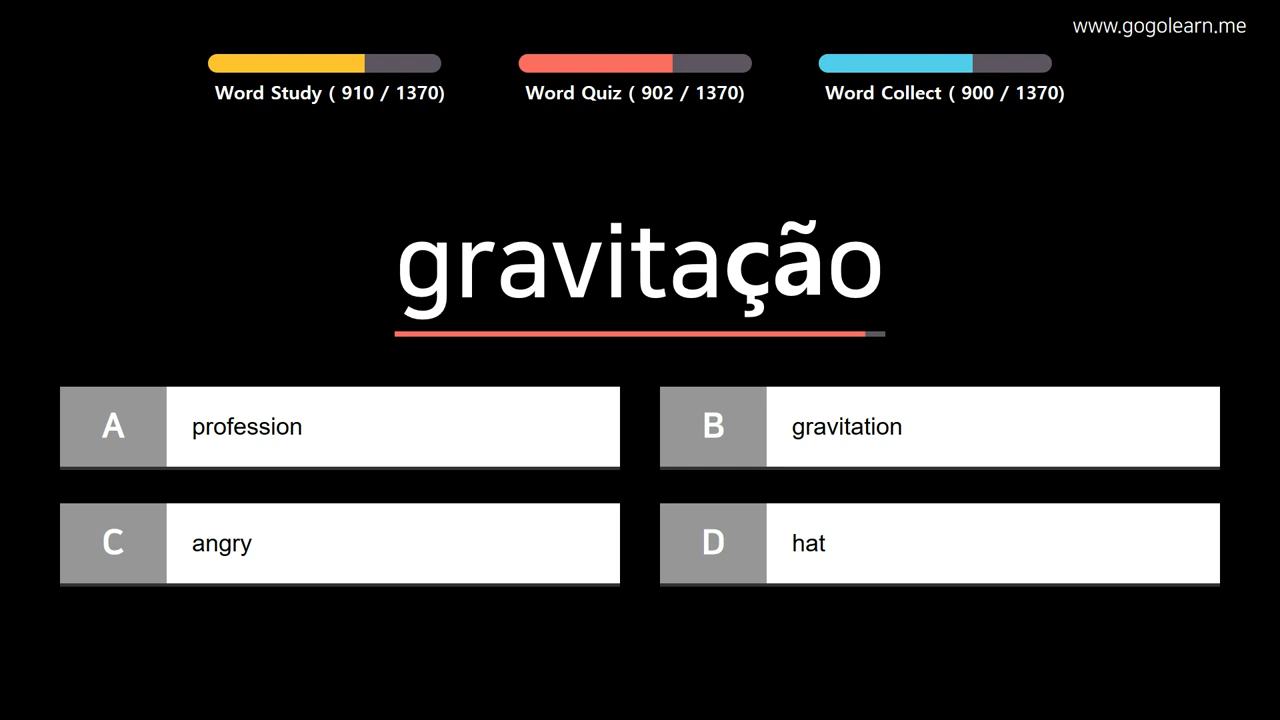 www.gogolearn.me
Word Study ( 910 / 1370)
Word Quiz ( 902 / 1370)
Word Collect ( 900 / 1370)
gravitação
A profession
B gravitation
C angry
D hat